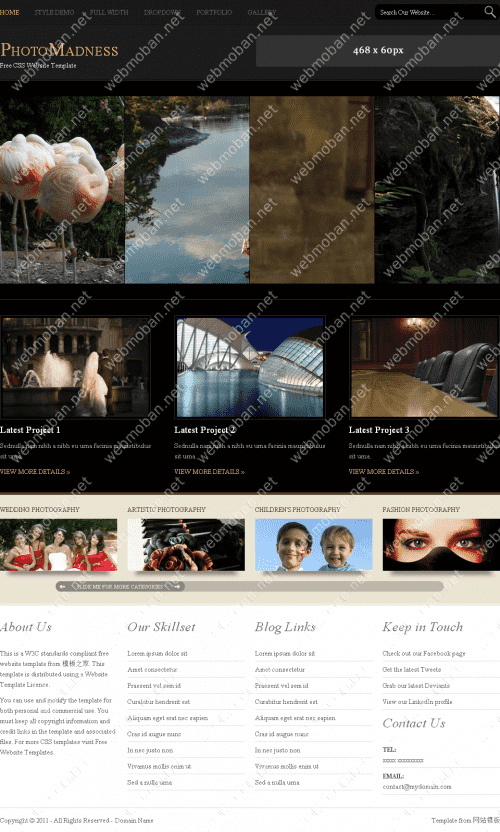 HOME STYLE DEMO FULL WIDTH DROPDOWN PORTFOLIO GALLERY
Search Our Website...
PhotoMadness
Free CSS Website Template
468 x 60px
Latest Project 1
Sednulla nam nibh a nibh eu urna facinia mauristibulus
sit urna.
VIEW MORE DETAILS »
Latest Project 2
Sednulla nam nibh a nibh eu urna facinia mauristibulus
sit urna.
VIEW MORE DETAILS »
Latest Project 3
Sednulla nam nibh a nibh eu urna facinia mauristibulus
sit urna.
VIEW MORE DETAILS »
WEDDING PHOTOGRAPHY
ARTISTIC PHOTOGRAPHY
CHILDREN'S PHOTOGRAPHY
FASHION PHOTOGRAPHY
SLIDE ME FOR MORE CATEGORIES
About Us
This is a W3C standards compliant free
website template from 模板之家. This
template is distributed using a Website
Template Licence.
You can use and modify the template for
both personal and commercial use. You
must keep all copyright information and
credit links in the template and associated
files. For more CSS templates visit Free
Website Templates.
Our Skillset
Lorem ipsum dolor sit
Amet consectetur
Praesent vel sem id
Curabitur hendrerit est
Aliquam eget erat nec sapien
Cras id augue nunc
In nec justo non
Vivamus mollis enim ut
Sed a nulla urna
Blog Links
Lorem ipsum dolor sit
Amet consectetur
Praesent vel sem id
Curabitur hendrerit est
Aliquam eget erat nec sapien
Cras id augue nunc
In nec justo non
Vivamus mollis enim ut
Sed a nulla urna
Keep in Touch
Check out our Facebook page
Get the latest Tweets
Grab our latest Deviants
View our LinkedIn profile
Contact Us
TEL:
xxxxx xxxxxxxxxx
EMAIL:
contact@mydomain.com
Copyright © 2011 - All Rights Reserved - Domain Name
Template from 网站模板
webmoban.net